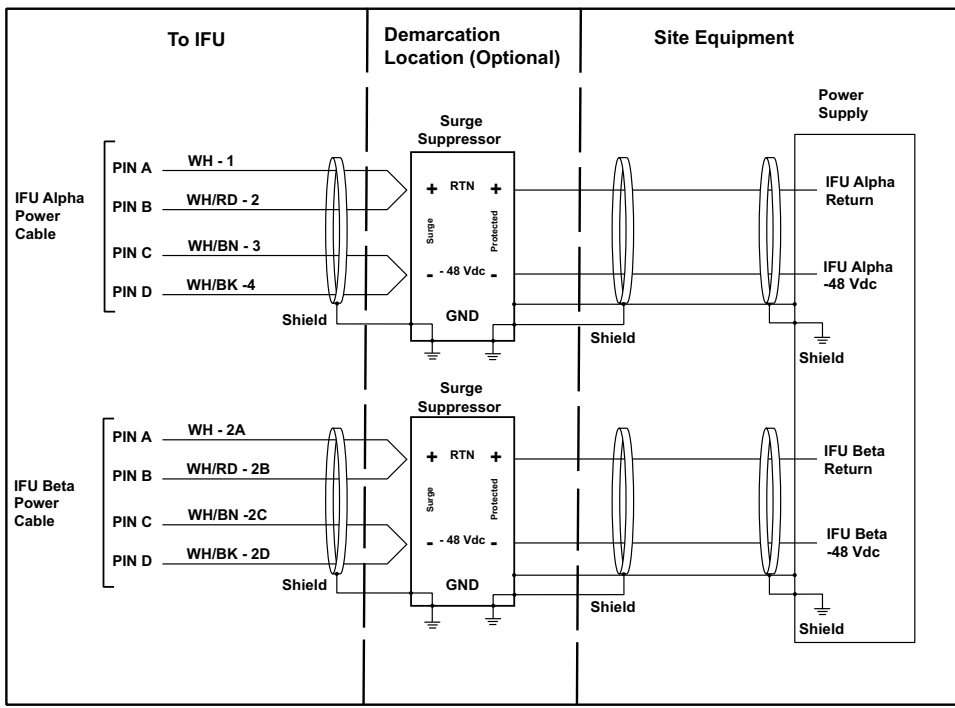 To IFU
Demarcation
Location (Optional)
Site Equipment
Power
Supply
Surge
Suppressor
IFU Alpha
Power
Cable
PIN A
WH - 1
PIN B
WH/RD - 2
PIN C
WH/BN - 3
PIN D
WH/BK -4
Shield
+ RTN +
Surge
Protected
- - 48 Vdc -
GND
Shield
IFU Alpha
Return
IFU Alpha
-48 Vdc
Shield
Surge
Suppressor
IFU Beta
Power
Cable
PIN A
WH - 2A
PIN B
WH/RD - 2B
PIN C
WH/BN -2C
PIN D
WH/BK - 2D
Shield
+ RTN +
Surge
Protected
- - 48 Vdc -
GND
Shield
IFU Beta
Return
IFU Beta
-48 Vdc
Shield